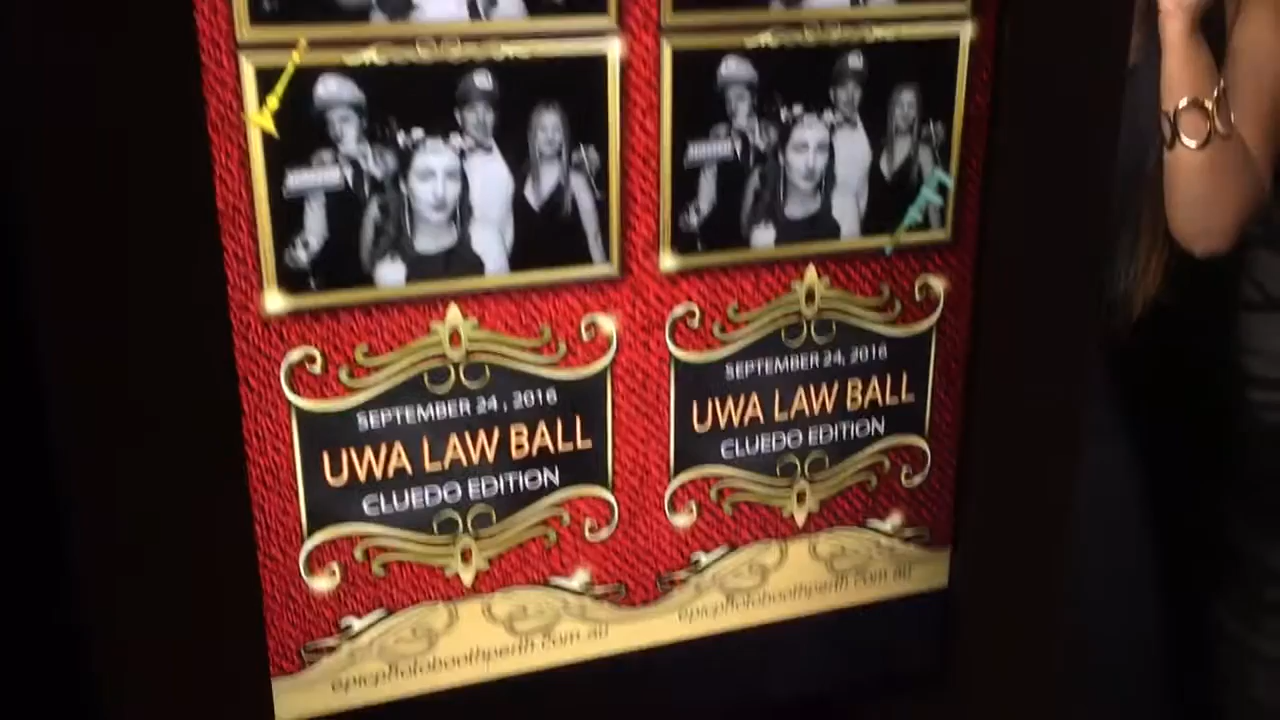 SEPTEMBER 24, 2016
UWA LAW BALL
CLUEDO EDITION
SEPTEMBER 24, 2016
UWA LAW BALL
CLUEDO EDITION
epicphotoboothperth.com.au
epicphotoboothperth.com.au